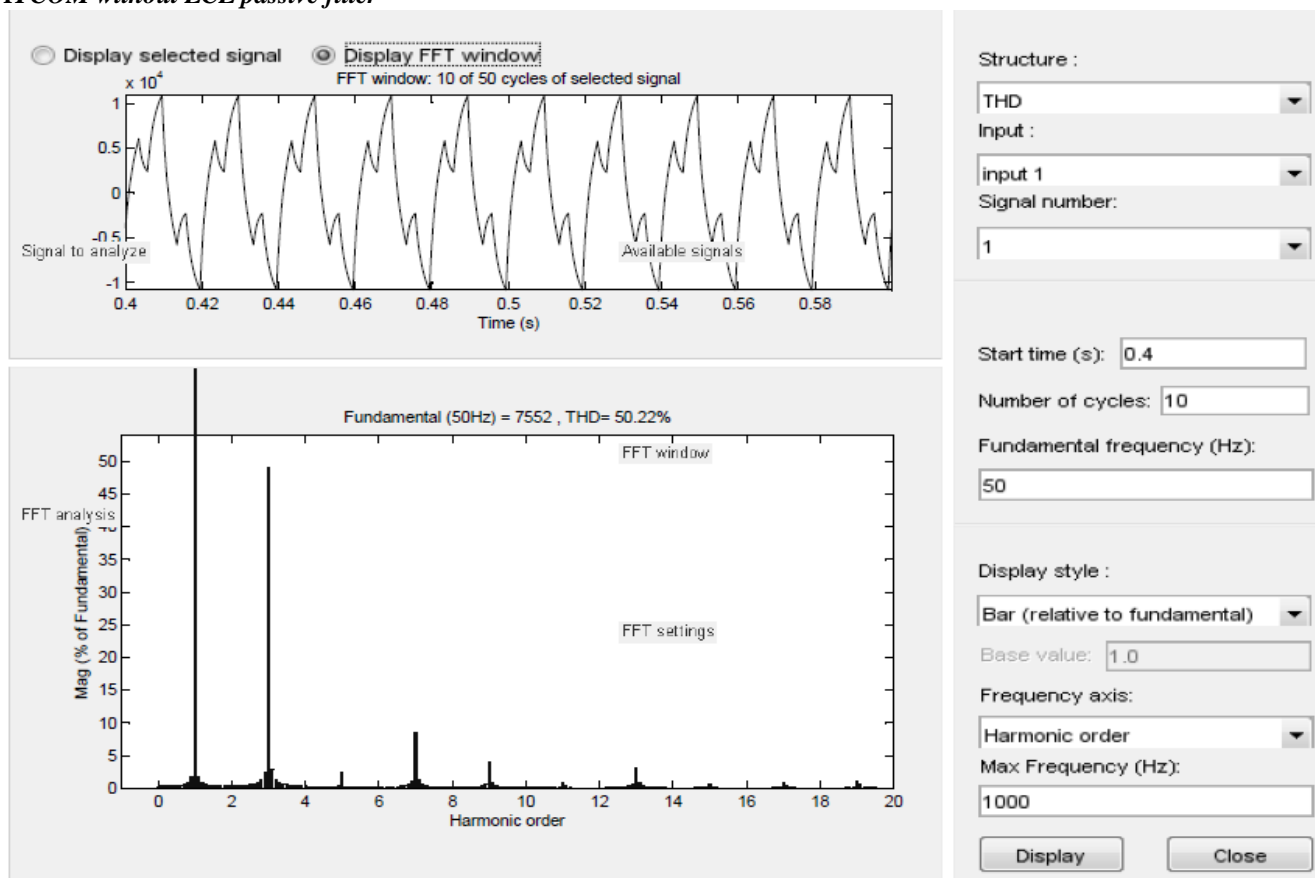 Display selected signal Display FFT window
FFT window: 10 of 50 cycles of selected signal
x 10^4
1
0.5
0
-0.5
-1
Signal to analyze
Available signals
0.4 0.42 0.44 0.46 0.48 0.5 0.52 0.54 0.56 0.58
Time (s)
Fundamental (50Hz) = 7552 , THD= 50.22%
FFT window
FFT analysis
FFT settings
Mag (% of Fundamental)
50
45
35
30
25
20
15
10
5
0
0 2 4 6 8 10 12 14 16 18 20
Harmonic order
Structure :
THD
Input :
input 1
Signal number:
1
Start time (s): 0.4
Number of cycles: 10
Fundamental frequency (Hz):
50
Display style :
Bar (relative to fundamental)
Base value: 1.0
Frequency axis:
Harmonic order
Max Frequency (Hz):
1000
Display Close